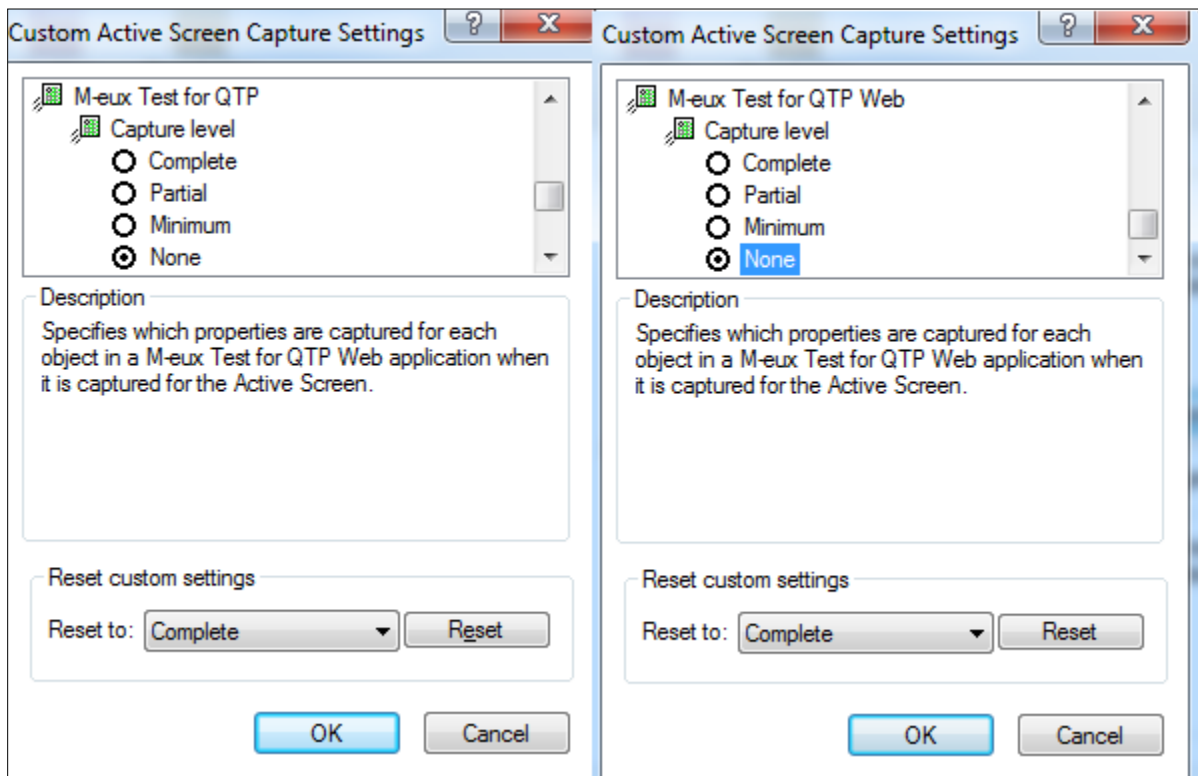 Custom Active Screen Capture Settings
M-eux Test for QTP
Capture level
Complete
Partial
Minimum
None
Description
Specifies which properties are captured for each
object in a M-eux Test for QTP Web application when
it is captured for the Active Screen.
Reset custom settings
Reset to: Complete Reset
OK Cancel
Custom Active Screen Capture Settings
M-eux Test for QTP Web
Capture level
Complete
Partial
Minimum
None
Description
Specifies which properties are captured for each
object in a M-eux Test for QTP Web application when
it is captured for the Active Screen.
Reset custom settings
Reset to: Complete Reset
OK Cancel